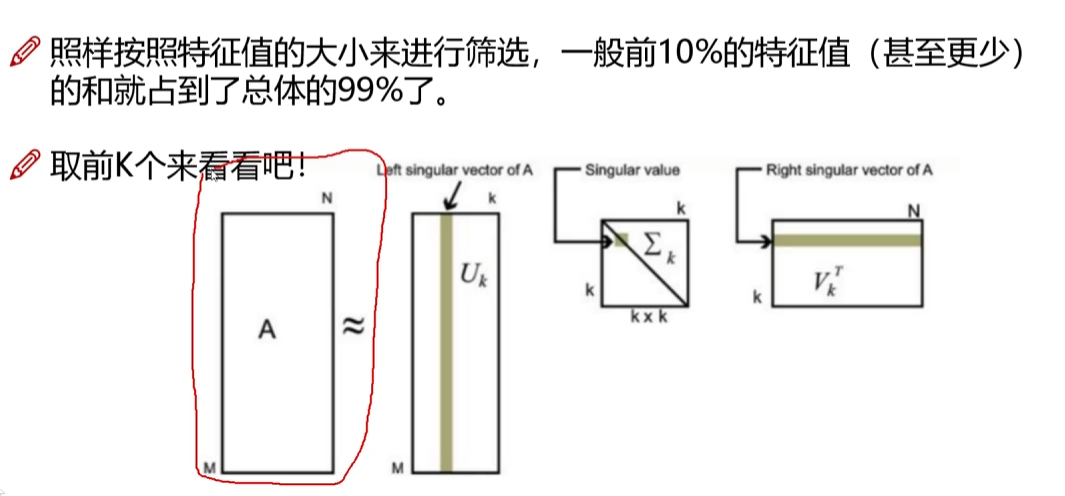 照样按照特征值的大小来进行筛选，一般前10%的特征值（甚至更少）
的和就占到了总体的99%了。
取前K个来看看吧！
Left singular vector of A
Singular value
Right singular vector of A
N
k
k
N
A
≈
U_k
k
Σ_k
k
V_k^T
k x k
M
M